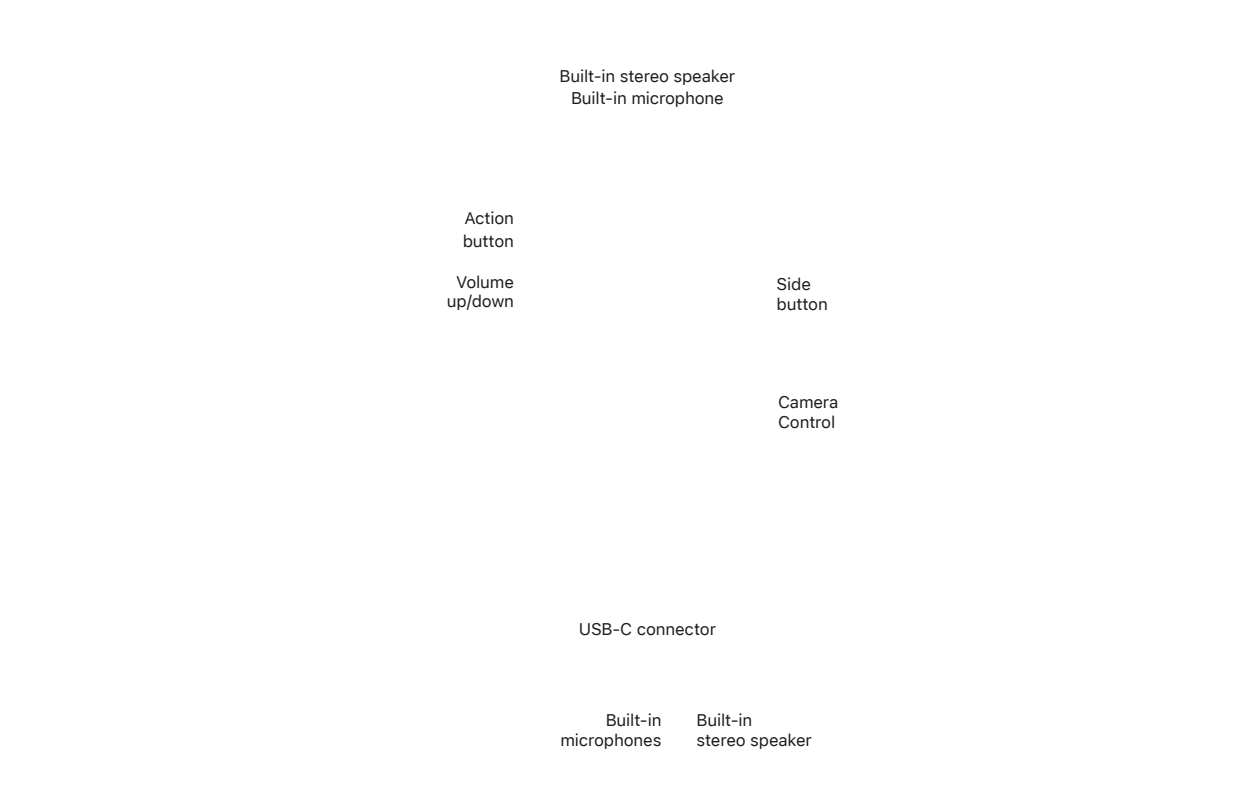 Built-in stereo speaker
Built-in microphone
Action
button
Volume
up/down
Side
button
Camera
Control
USB-C connector
Built-in
microphones
Built-in
stereo speaker